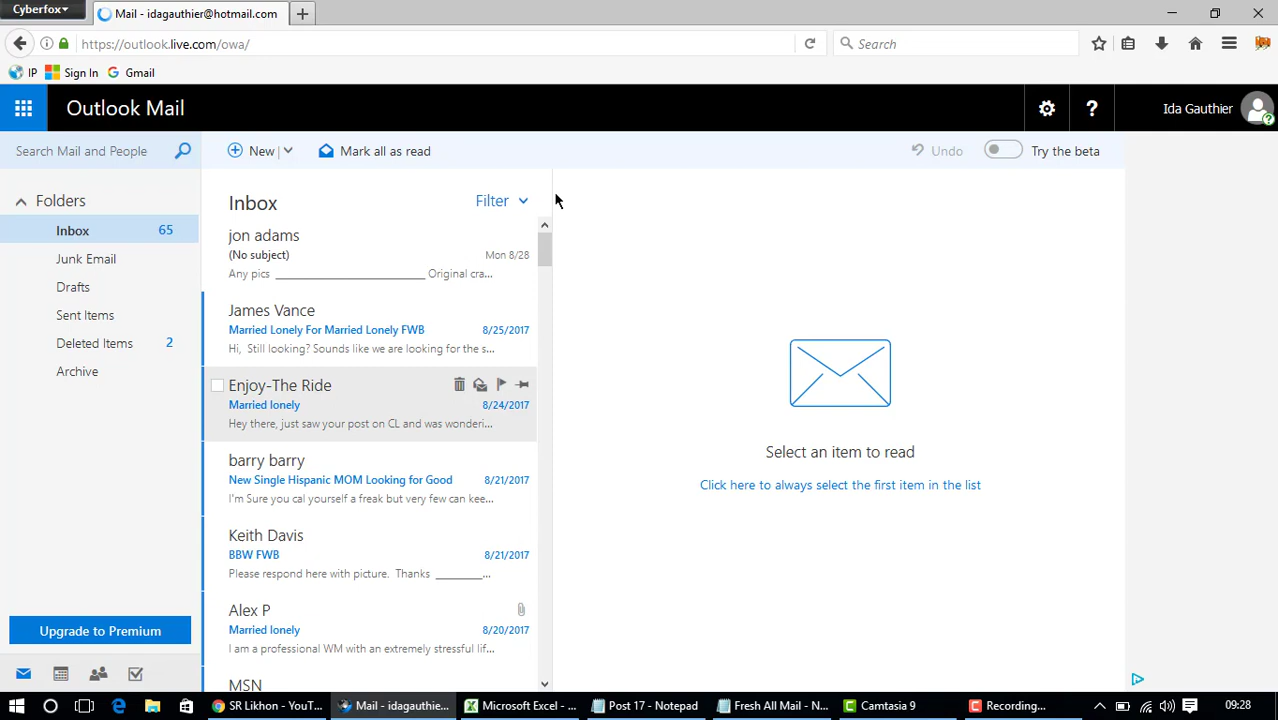 Cyberfox
Mail - idagauthier@hotmail.com
https://outlook.live.com/owa/
Search
IP
Sign In
Gmail
Outlook Mail
Ida Gauthier
Search Mail and People
New
Mark all as read
Undo
Try the beta
Folders
Inbox 65
Junk Email
Drafts
Sent Items
Deleted Items 2
Archive
Upgrade to Premium
Inbox
Filter
jon adams
(No subject) Mon 8/28
Any pics ____________________________ Original cra...
James Vance
Married Lonely For Married Lonely FWB 8/25/2017
Hi, Still looking? Sounds like we are looking for the s...
Enjoy-The Ride
Married lonely 8/24/2017
Hey there, just saw your post on CL and was wonderi...
barry barry
New Single Hispanic MOM Looking for Good 8/21/2017
I'm Sure you cal yourself a freak but very few can kee...
Keith Davis
BBW FWB 8/21/2017
Please respond here with picture. Thanks ________...
Alex P
Married lonely 8/20/2017
I am a professional WM with an extremely stressful lif...
MSN
Select an item to read
Click here to always select the first item in the list
SR Likhon - YouT...
Mail - idagauthie...
Microsoft Excel - ...
Post 17 - Notepad
Fresh All Mail - N...
Camtasia 9
Recording...
09:28